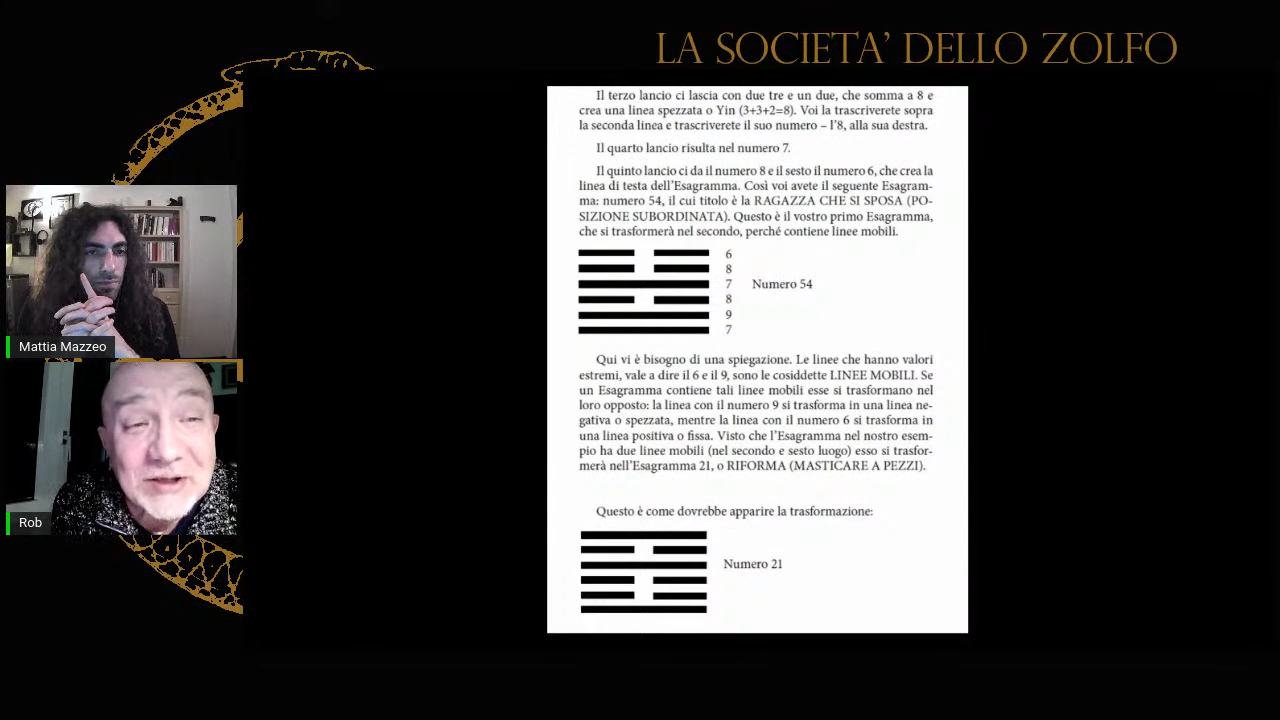 LA SOCIETA' DELLO ZOLFO
Il terzo lancio ci lascia con due tre e un due, che somma a 8 e
crea una linea spezzata o Yin (3+3+2=8). Voi la trascriverete sopra
la seconda linea e trascriverete il suo numero – l'8, alla sua destra.
Il quarto lancio risulta nel numero 7.
Il quinto lancio ci da il numero 8 e il sesto il numero 6, che crea la
linea di testa dell'Esagramma. Così voi avete il seguente Esagram-
ma: numero 54, il cui titolo è la RAGAZZA CHE SI SPOSA (PO-
SIZIONE SUBORDINATA). Questo è il vostro primo Esagramma,
che si trasformerà nel secondo, perché contiene linee mobili.
6
8
7 Numero 54
8
9
7
Qui vi è bisogno di una spiegazione. Le linee che hanno valori
estremi, vale a dire il 6 e il 9, sono le cosiddette LINEE MOBILI. Se
un Esagramma contiene tali linee mobili esse si trasformano nel
loro opposto: la linea con il numero 9 si trasforma in una linea ne-
gativa o spezzata, mentre la linea con il numero 6 si trasforma in
una linea positiva o fissa. Visto che l'Esagramma nel nostro esem-
pio ha due linee mobili (nel secondo e sesto luogo) esso si trasfor-
merà nell'Esagramma 21, o RIFORMA (MASTICARE A PEZZI).
Questo è come dovrebbe apparire la trasformazione:
Numero 21
Mattia Mazzeo
Rob